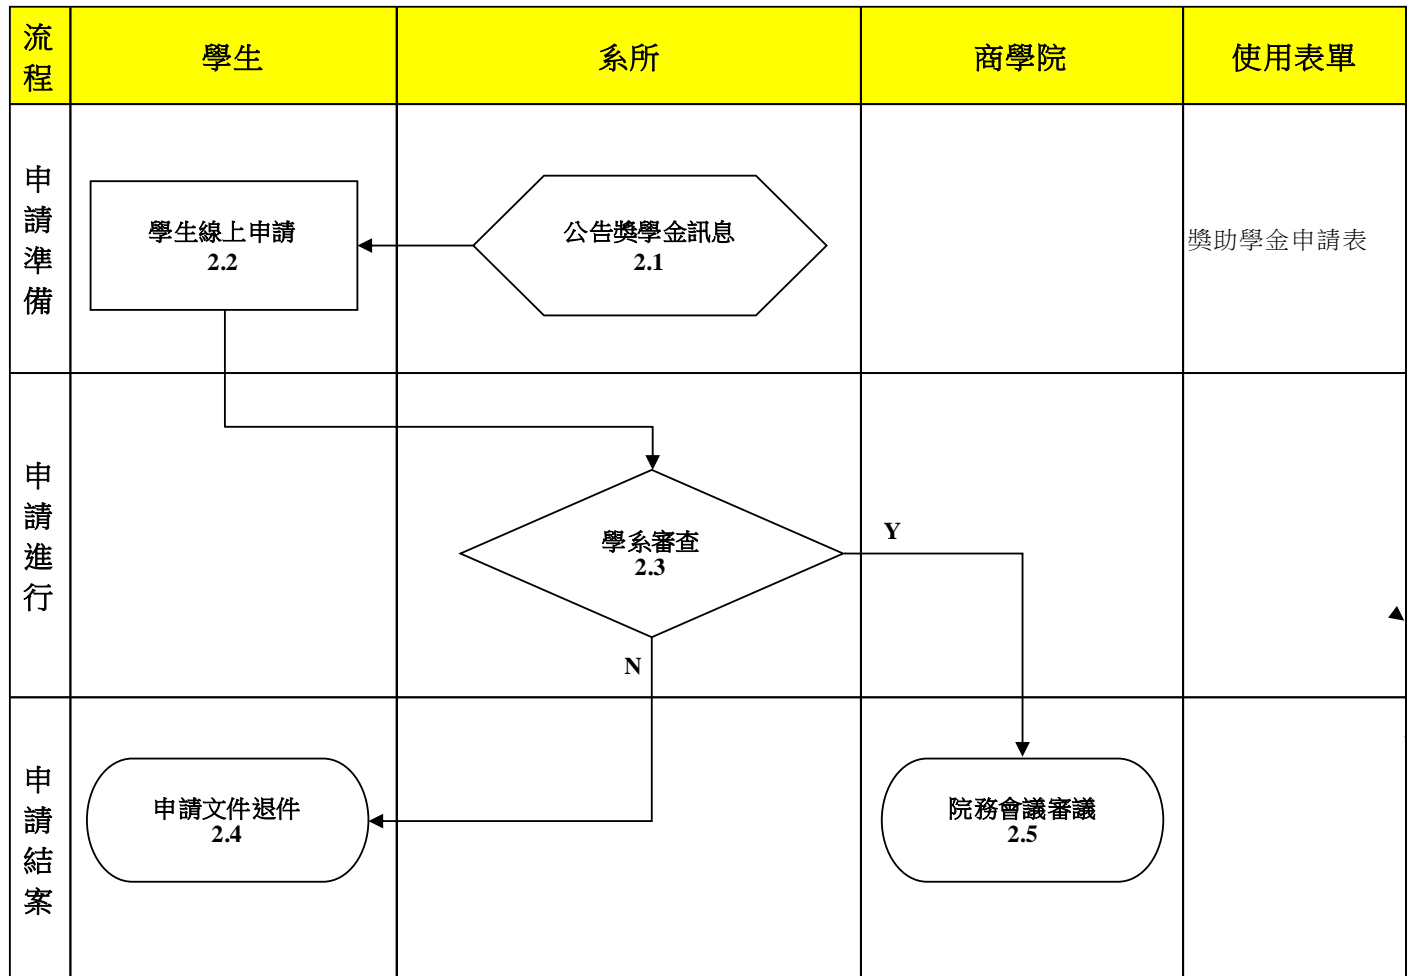 流
程
學生
系所
商學院
使用表單
申
請
準
備
學生線上申請
2.2
公告獎學金訊息
2.1
獎助學金申請表
申
請
進
行
學系審查
2.3
Y
N
申
請
結
案
申請文件退件
2.4
院務會議審議
2.5